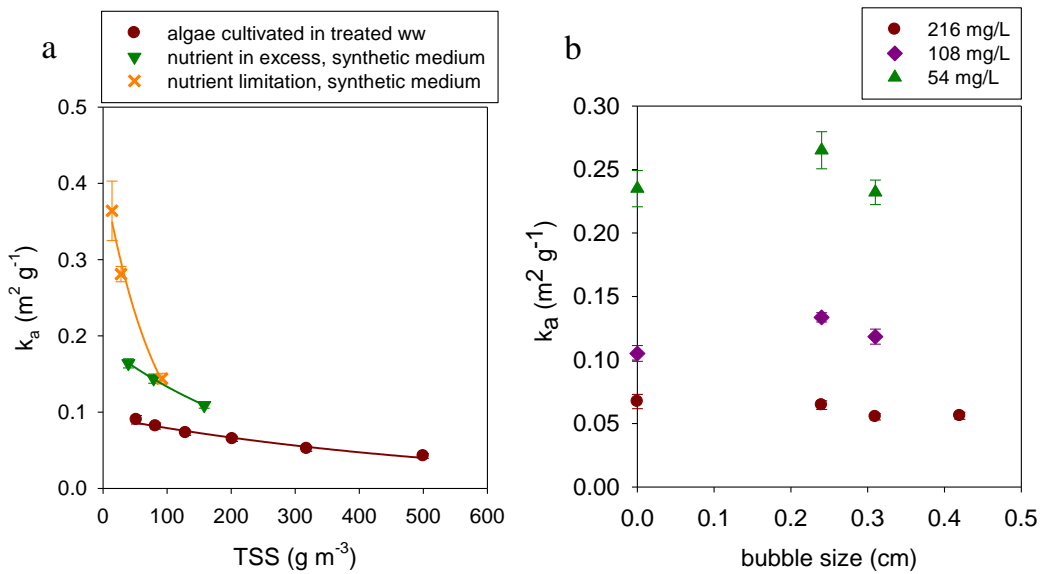 a
algae cultivated in treated ww
nutrient in excess, synthetic medium
nutrient limitation, synthetic medium
0.5
0.4
0.3
0.2
0.1
0.0
kₐ (m² g⁻¹)
0 100 200 300 400 500 600
TSS (g m⁻³)
b
216 mg/L
108 mg/L
54 mg/L
0.30
0.25
0.20
0.15
0.10
0.05
0.00
kₐ (m² g⁻¹)
0.0 0.1 0.2 0.3 0.4 0.5
bubble size (cm)